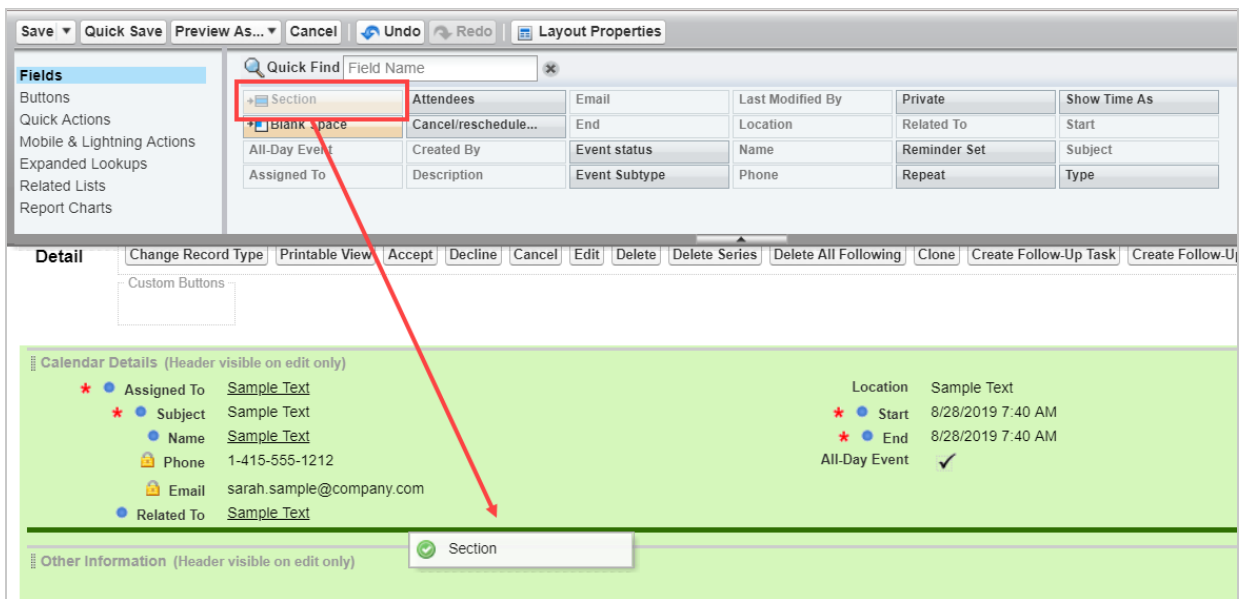 Save Quick Save Preview As... Cancel Undo Redo Layout Properties
Fields
Buttons
Quick Actions
Mobile & Lightning Actions
Expanded Lookups
Related Lists
Report Charts
Quick Find Field Name
Section Attendees Email Last Modified By Private Show Time As
Blank Space Cancel/reschedule... End Location Related To Start
All-Day Event Created By Event status Name Reminder Set Subject
Assigned To Description Event Subtype Phone Repeat Type
Detail Change Record Type Printable View Accept Decline Cancel Edit Delete Delete Series Delete All Following Clone Create Follow-Up Task Create Follow-U
Custom Buttons
Calendar Details (Header visible on edit only)
* Assigned To Sample Text Location Sample Text
* Subject Sample Text * Start 8/28/2019 7:40 AM
Name Sample Text * End 8/28/2019 7:40 AM
Phone 1-415-555-1212 All-Day Event ✓
Email sarah.sample@company.com
Related To Sample Text
Section
Other Information (Header visible on edit only)